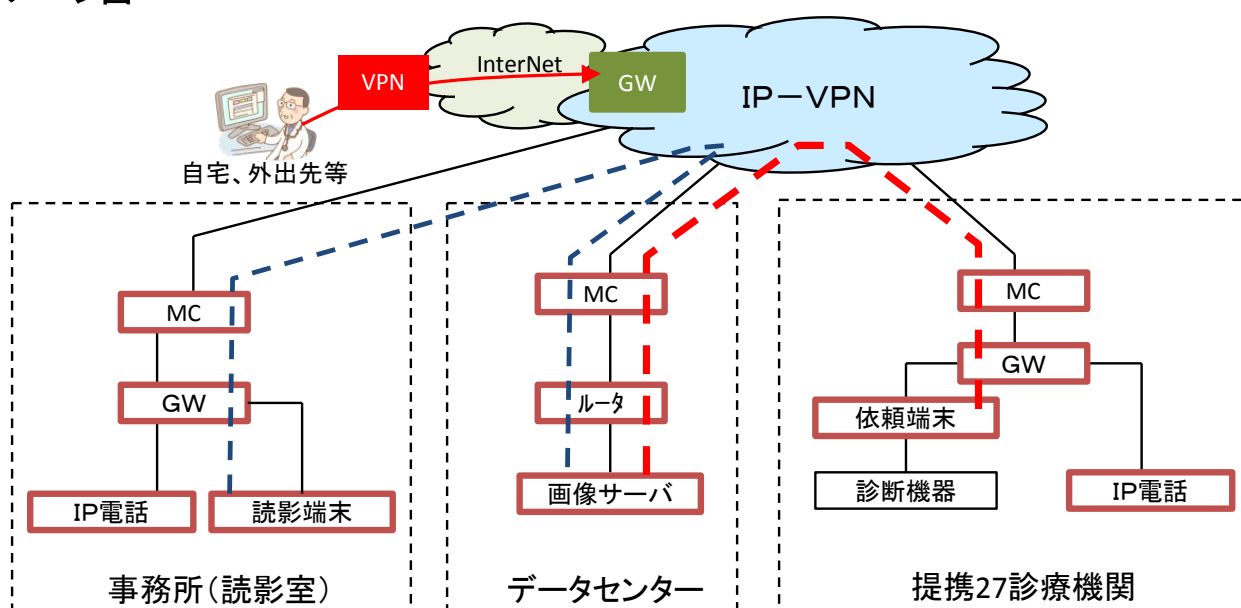 InterNet
VPN
GW
IP－VPN
自宅、外出先等
MC
MC
MC
GW
GW
ﾙｰﾀ
依頼端末
IP電話
読影端末
画像サーバ
診断機器
IP電話
事務所（読影室）
データセンター
提携27診療機関